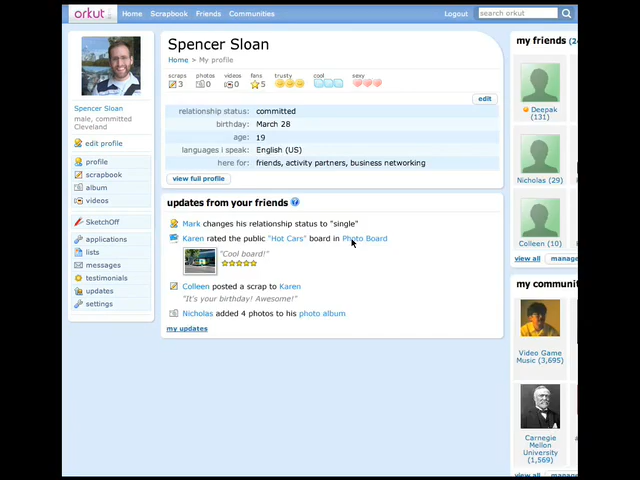 orkut Home Scrapbook Friends Communities Logout search orkut
Spencer Sloan
Home > My profile
scraps photos videos fans trusty cool sexy
3 0 0 5
edit
relationship status: committed
birthday: March 28
age: 19
languages i speak: English (US)
here for: friends, activity partners, business networking
view full profile
Spencer Sloan
male, committed
Cleveland
edit profile
profile
scrapbook
album
videos
SketchOff
applications
lists
messages
testimonials
updates
settings
updates from your friends ?
Mark changes his relationship status to "single"
Karen rated the public "Hot Cars" board in Photo Board
"Cool board!"
Colleen posted a scrap to Karen
"It's your birthday! Awesome!"
Nicholas added 4 photos to his photo album
my updates
my friends (2
Deepak
(131)
Nicholas (29)
Colleen (10)
view all manage
my communi
Video Game
Music (3,695)
Carnegie
Mellon
University
(1,569)
view all manage